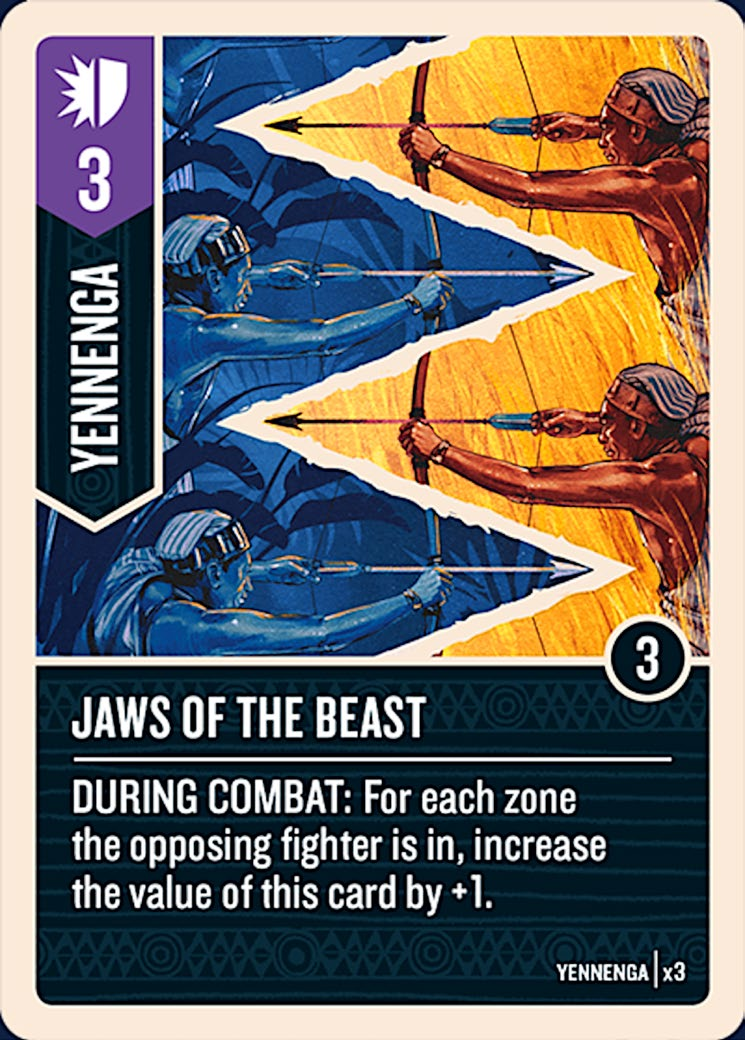 3
YENNENGA
3
JAWS OF THE BEAST
DURING COMBAT: For each zone
the opposing fighter is in, increase
the value of this card by +1.
YENNENGA | x3